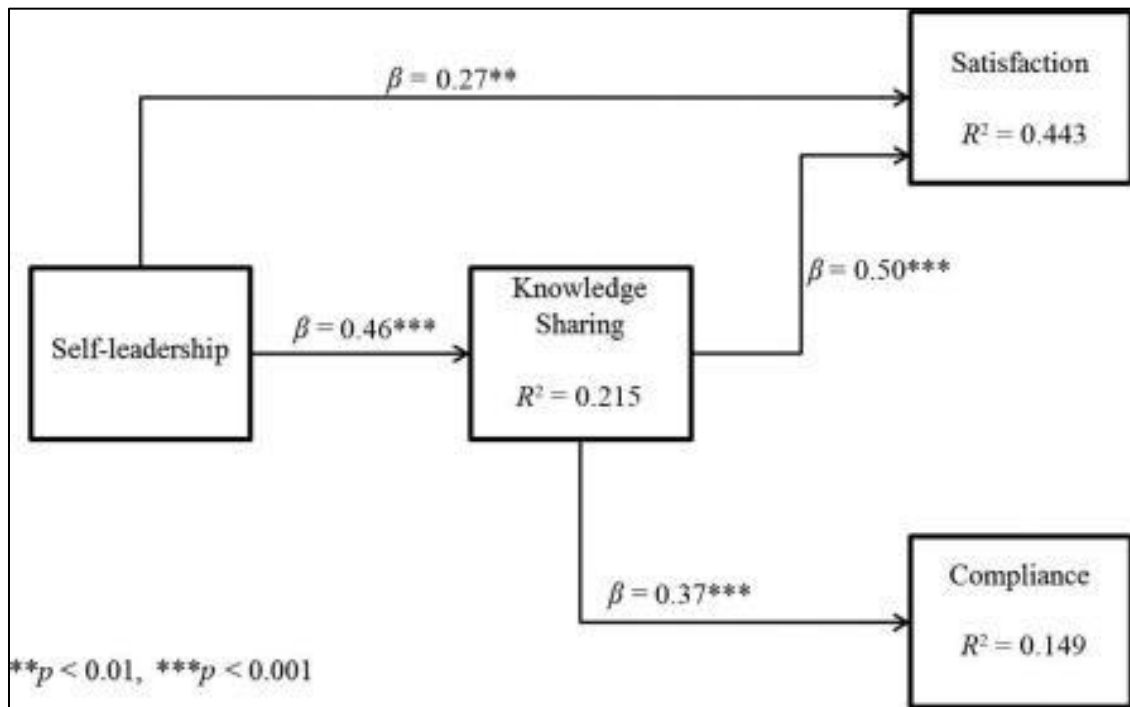 β = 0.27**
Satisfaction
R² = 0.443
Self-leadership
β = 0.46***
Knowledge
Sharing
R² = 0.215
β = 0.50***
β = 0.37***
Compliance
R² = 0.149
**p < 0.01, ***p < 0.001